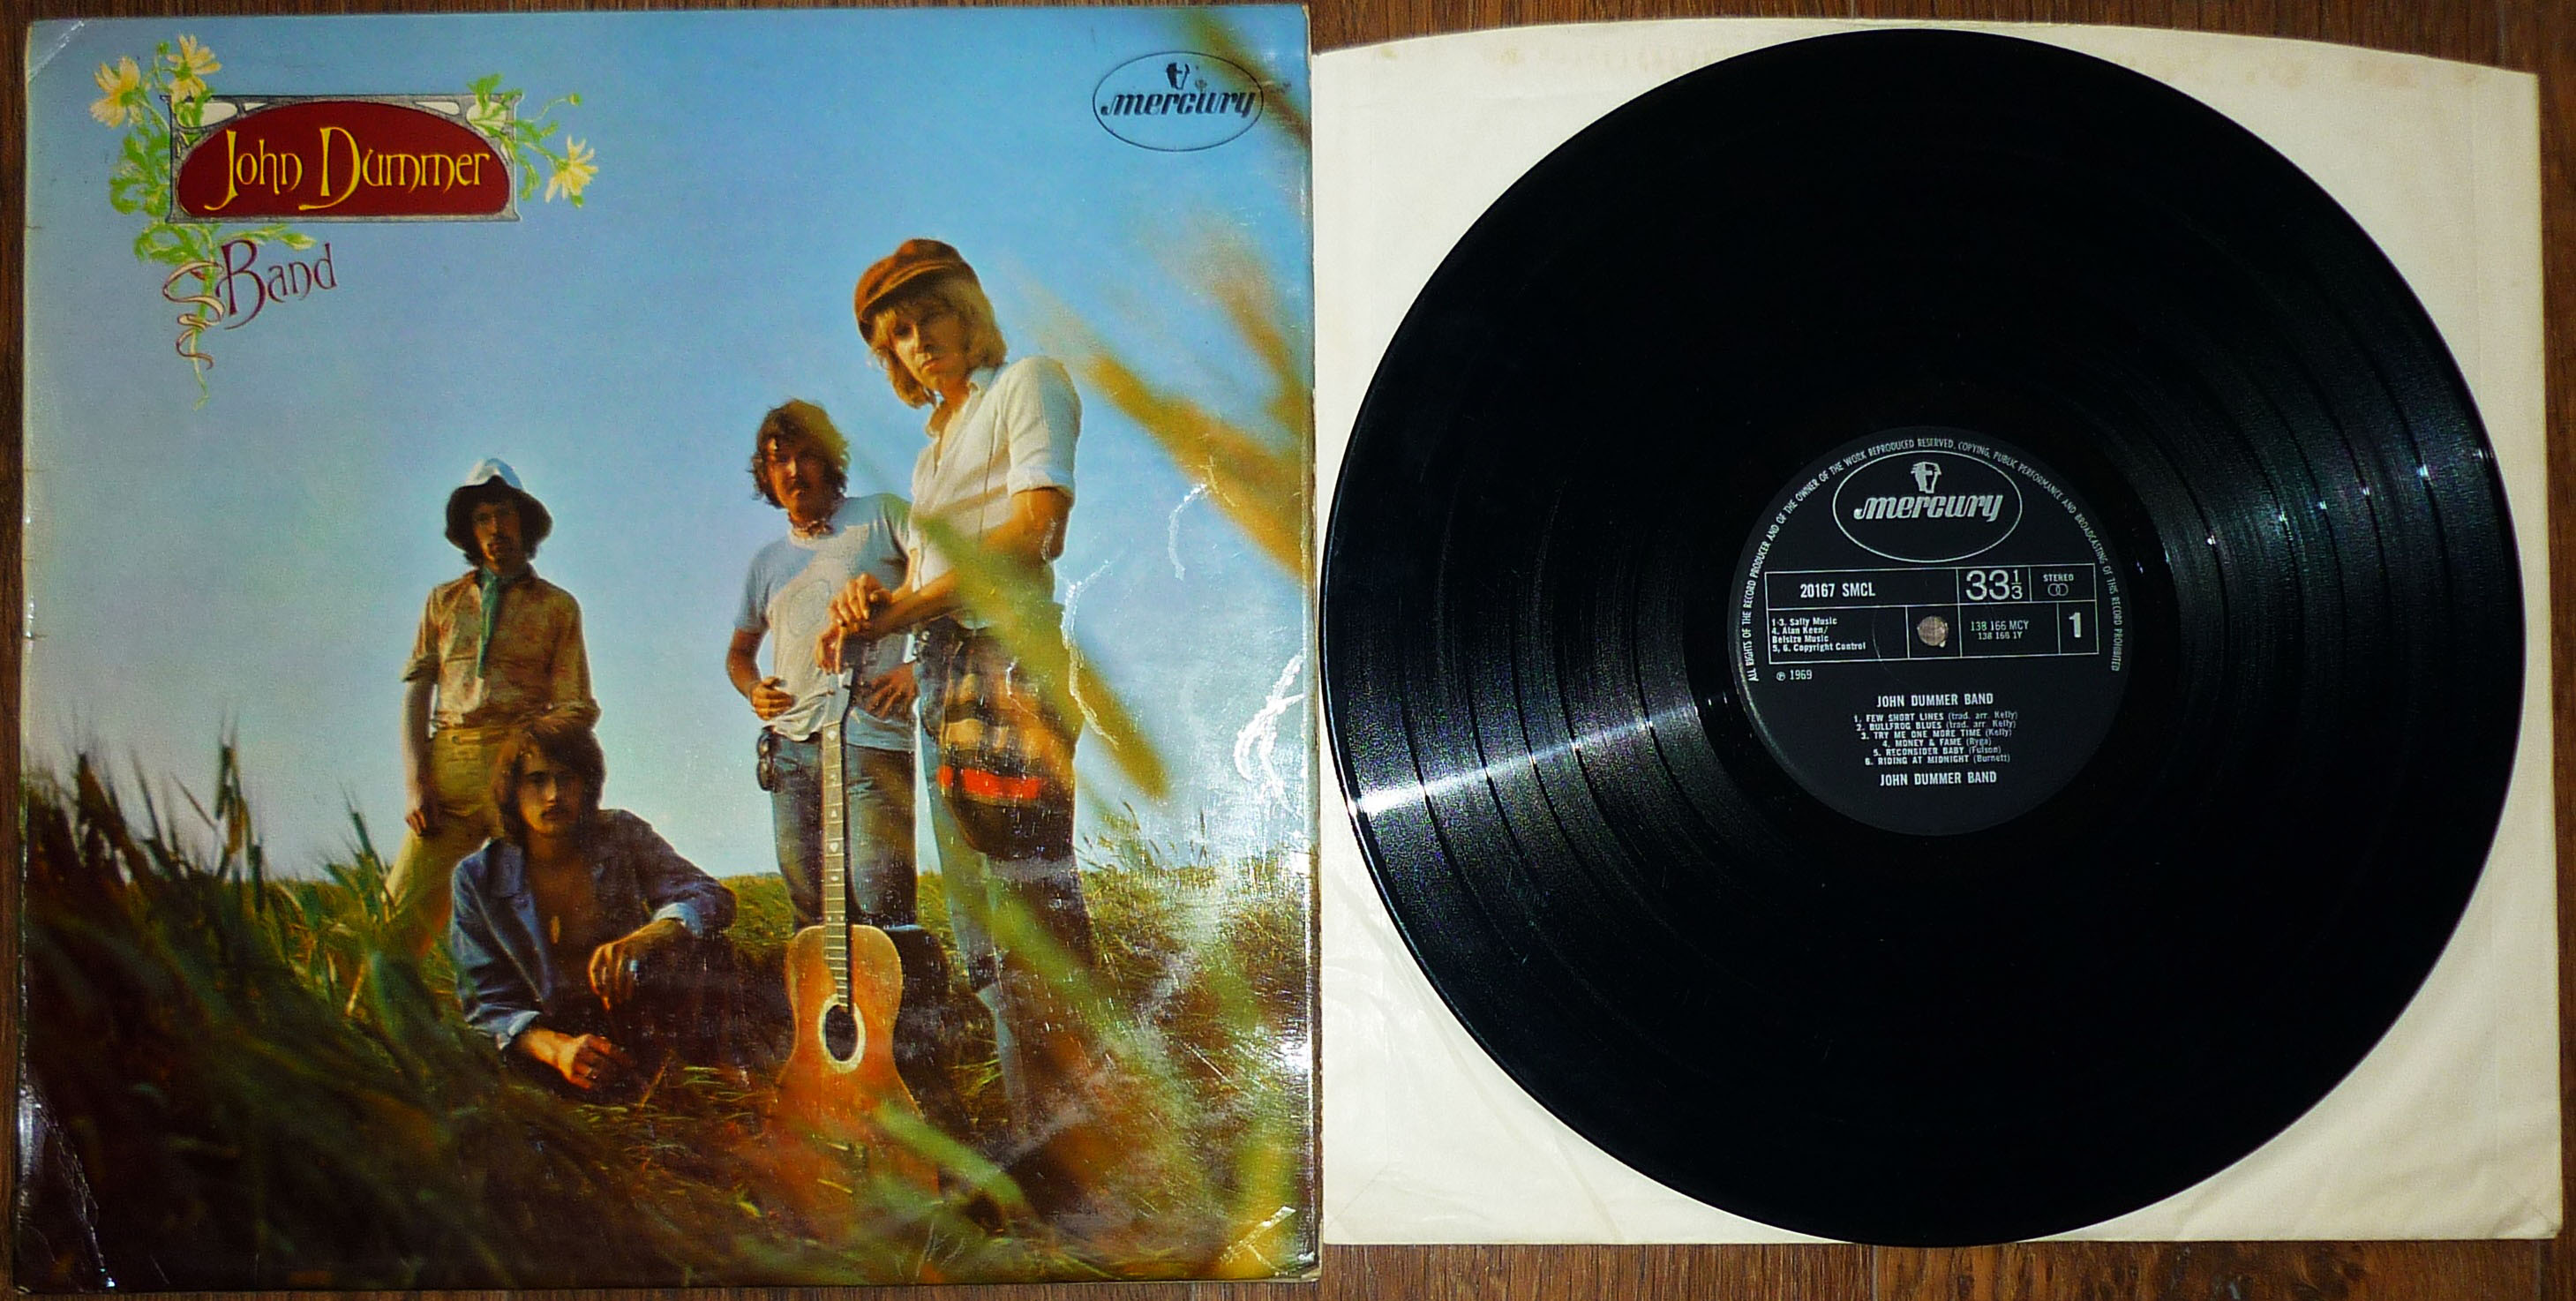 John Dummer
Band
mercury
ALL RIGHTS OF THE RECORD PRODUCER AND OF THE OWNER OF THE WORK REPRODUCED RESERVED. COPYING, PUBLIC PERFORMANCE AND BROADCASTING OF THIS RECORD PROHIBITED
mercury
20167 SMCL
33 1/3
STEREO
1-3. Sally Music
4. Alan Keen/
Belsize Music
5, 6. Copyright Control
138 166 MCY
138 166 1Y
1
℗ 1969
JOHN DUMMER BAND
1. FEW SHORT LINES (trad. arr. Kelly)
2. BULLFROG BLUES (trad. arr. Kelly)
3. TRY ME ONE MORE TIME (Kelly)
4. MONEY & FAME (Ryga)
5. RECONSIDER BABY (Fulson)
6. RIDING AT MIDNIGHT (Burnett)
JOHN DUMMER BAND